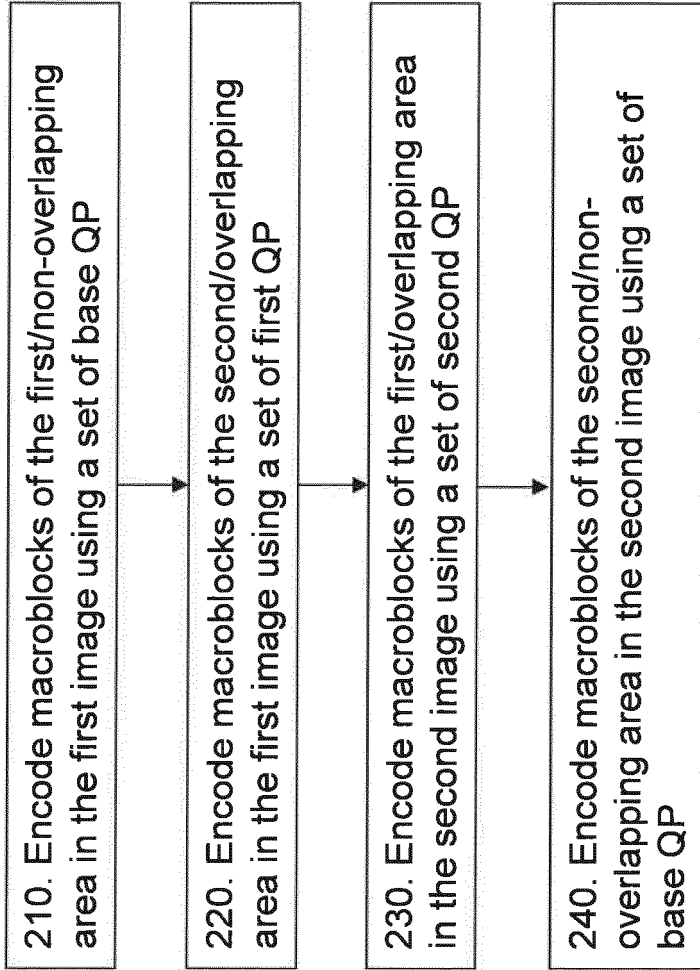 210. Encode macroblocks of the first/non-overlapping
area in the first image using a set of base QP
220. Encode macroblocks of the second/overlapping
area in the first image using a set of first QP
230. Encode macroblocks of the first/overlapping area
in the second image using a set of second QP
240. Encode macroblocks of the second/non-
overlapping area in the second image using a set of
base QP